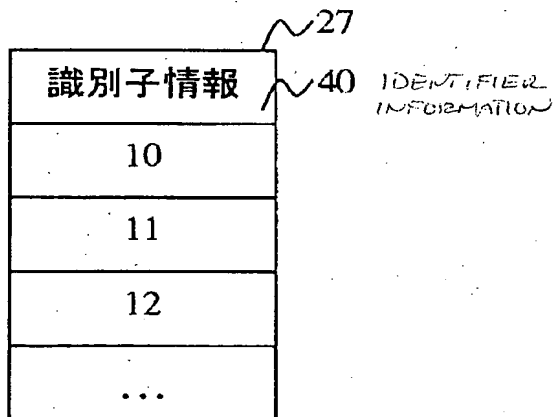 27
識別子情報
40 IDENTIFIER
INFORMATION
10
11
12
...